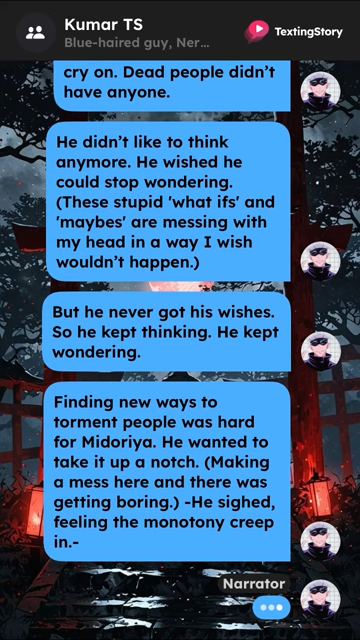 Kumar TS
Blue-haired guy, Ner...
TextingStory
cry on. Dead people didn’t
have anyone.
He didn’t like to think
anymore. He wished he
could stop wondering.
(These stupid 'what ifs' and
'maybes' are messing with
my head in a way I wish
wouldn’t happen.)
But he never got his wishes.
So he kept thinking. He kept
wondering.
Finding new ways to
torment people was hard
for Midoriya. He wanted to
take it up a notch. (Making
a mess here and there was
getting boring.) -He sighed,
feeling the monotony creep
in.-
Narrator